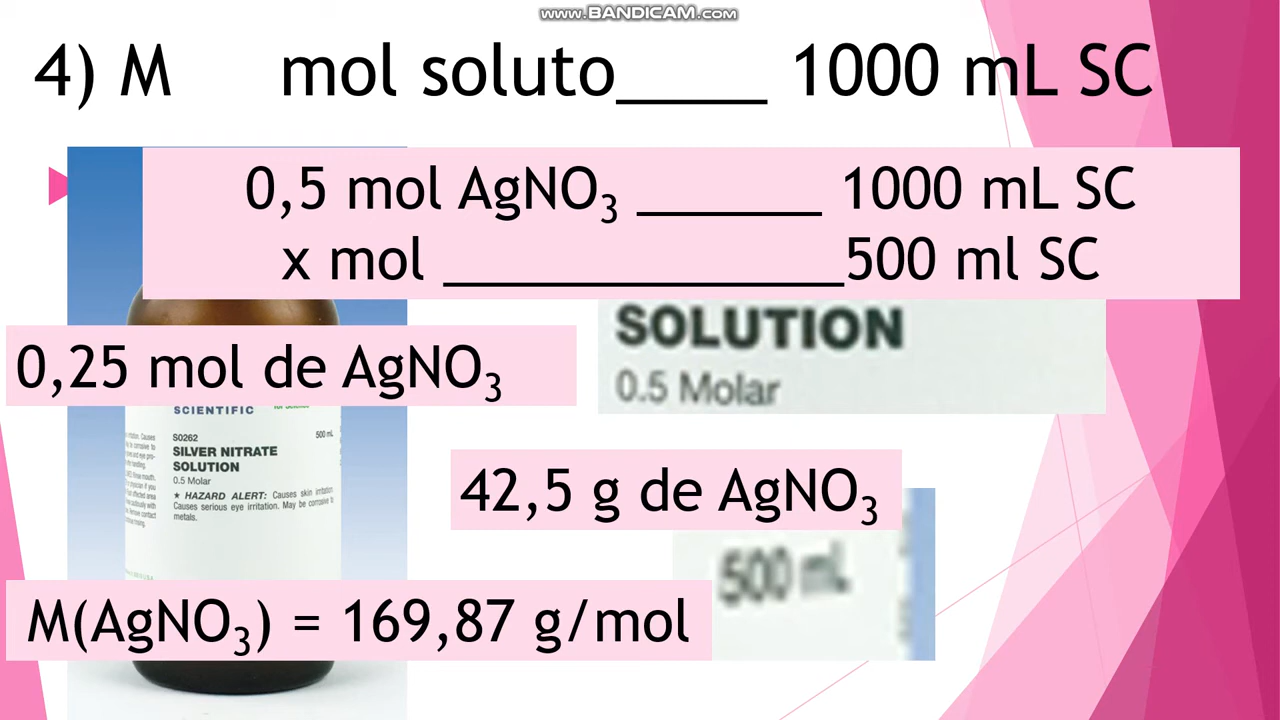 www.BANDICAM.com
4) M mol soluto____ 1000 mL SC
0,5 mol AgNO₃ ______ 1000 mL SC
x mol _____________500 ml SC
SOLUTION
0.5 Molar
0,25 mol de AgNO₃
SCIENTIFIC
S0262
500 mL
SILVER NITRATE
SOLUTION
0.5 Molar
★ HAZARD ALERT: Causes skin irritation.
Causes serious eye irritation. May be corrosive to
metals.
42,5 g de AgNO₃
500 mL
M(AgNO₃) = 169,87 g/mol